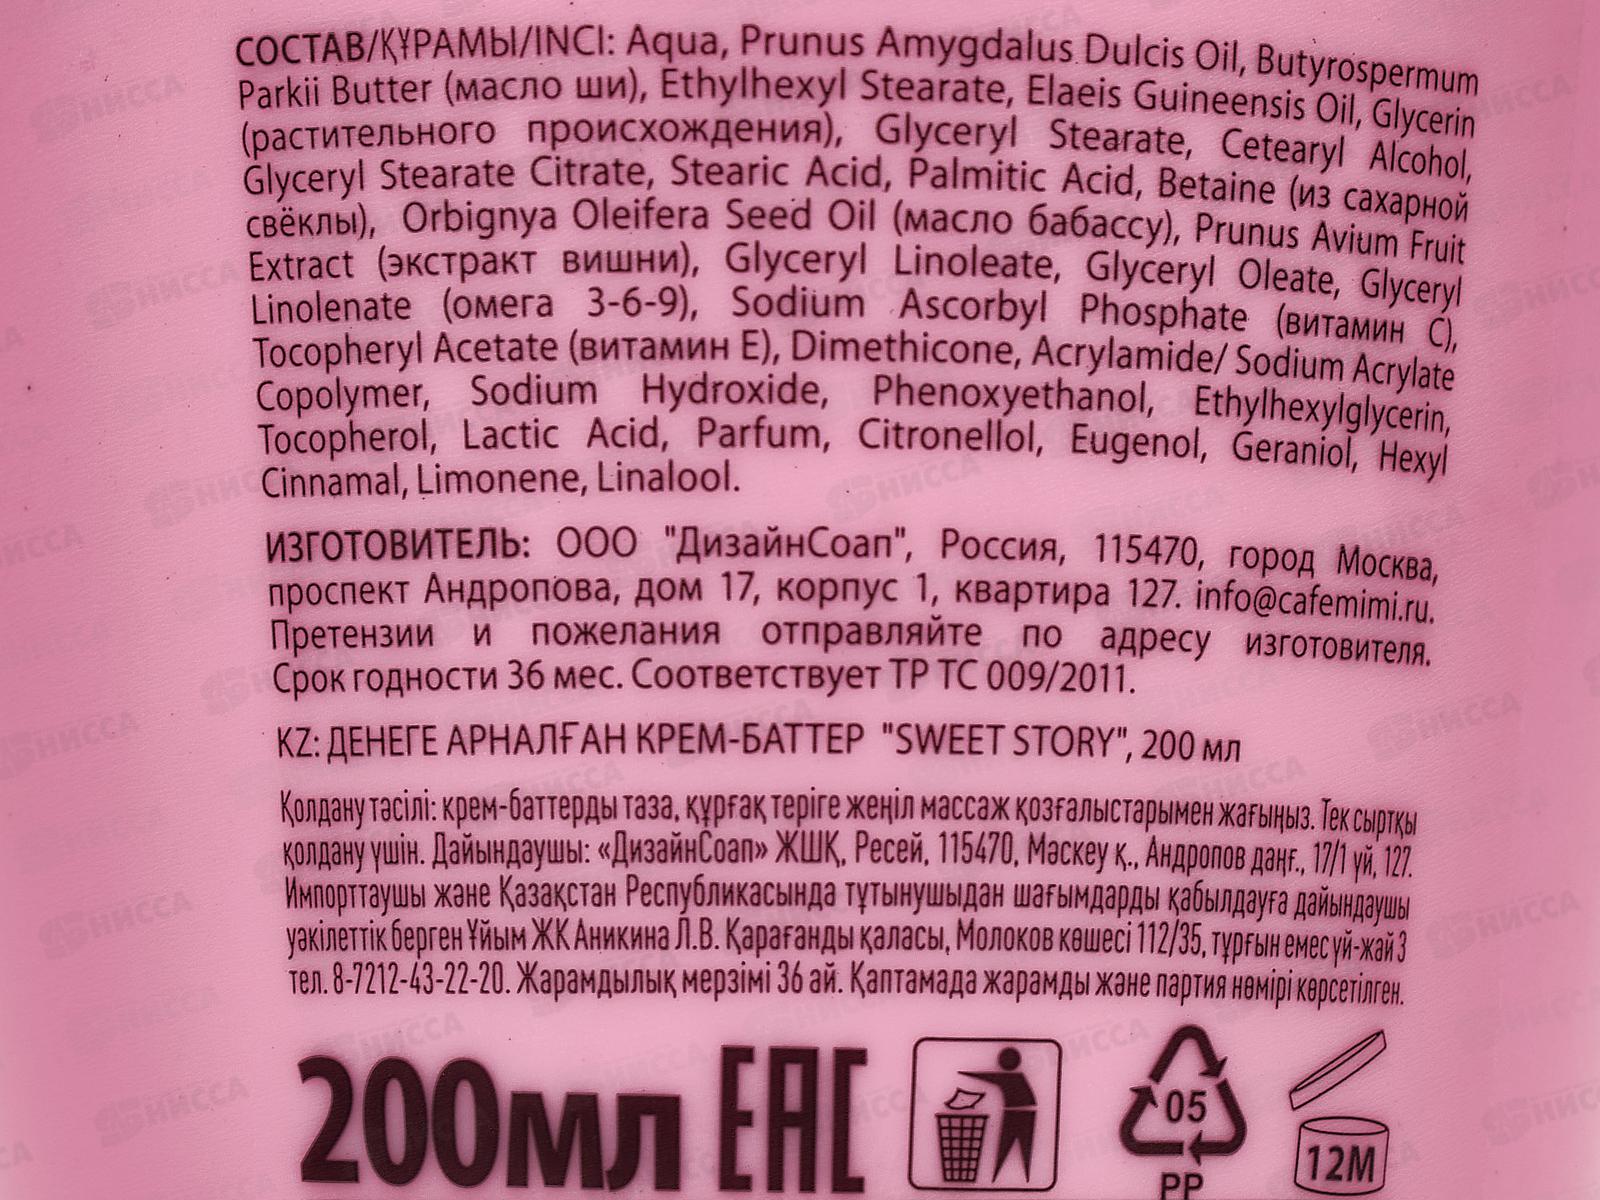 СОСТАВ/ҚҰРАМЫ/INCI: Aqua, Prunus Amygdalus Dulcis Oil, Butyrospermum
Parkii Butter (масло ши), Ethylhexyl Stearate, Elaeis Guineensis Oil, Glycerin
(растительного происхождения), Glyceryl Stearate, Cetearyl Alcohol,
Glyceryl Stearate Citrate, Stearic Acid, Palmitic Acid, Betaine (из сахарной
свёклы), Orbignya Oleifera Seed Oil (масло бабассу), Prunus Avium Fruit
Extract (экстракт вишни), Glyceryl Linoleate, Glyceryl Oleate, Glyceryl
Linolenate (омега 3-6-9), Sodium Ascorbyl Phosphate (витамин C),
Tocopheryl Acetate (витамин Е), Dimethicone, Acrylamide/ Sodium Acrylate
Copolymer, Sodium Hydroxide, Phenoxyethanol, Ethylhexylglycerin,
Tocopherol, Lactic Acid, Parfum, Citronellol, Eugenol, Geraniol, Hexyl
Cinnamal, Limonene, Linalool.
ИЗГОТОВИТЕЛЬ: ООО "ДизайнСоап", Россия, 115470, город Москва,
проспект Андропова, дом 17, корпус 1, квартира 127. info@cafemimi.ru.
Претензии и пожелания отправляйте по адресу изготовителя.
Срок годности 36 мес. Соответствует ТР ТС 009/2011.
KZ: ДЕНЕГЕ АРНАЛҒАН КРЕМ-БАТТЕР "SWEET STORY", 200 мл
Қолдану тәсілі: крем-баттерды таза, құрғақ теріге жеңіл массаж қозғалыстарымен жағыңыз. Тек сыртқы
қолдану үшін. Дайындаушы: «ДизайнСоап» ЖШҚ, Ресей, 115470, Мәскеу қ., Андропов даңғ., 17/1 үй, 127.
Импорттаушы және Қазақстан Республикасында тұтынушыдан шағымдарды қабылдауға дайындаушы
уәкілеттік берген Ұйым ЖК Аникина Л.В. Қарағанды қаласы, Молоков көшесі 112/35, тұрғын емес үй-жай 3
тел. 8-7212-43-22-20. Жарамдылық мерзімі 36 ай. Қаптамада жарамды және партия нөмірі көрсетілген.
200мл EAC
05
PP
12M